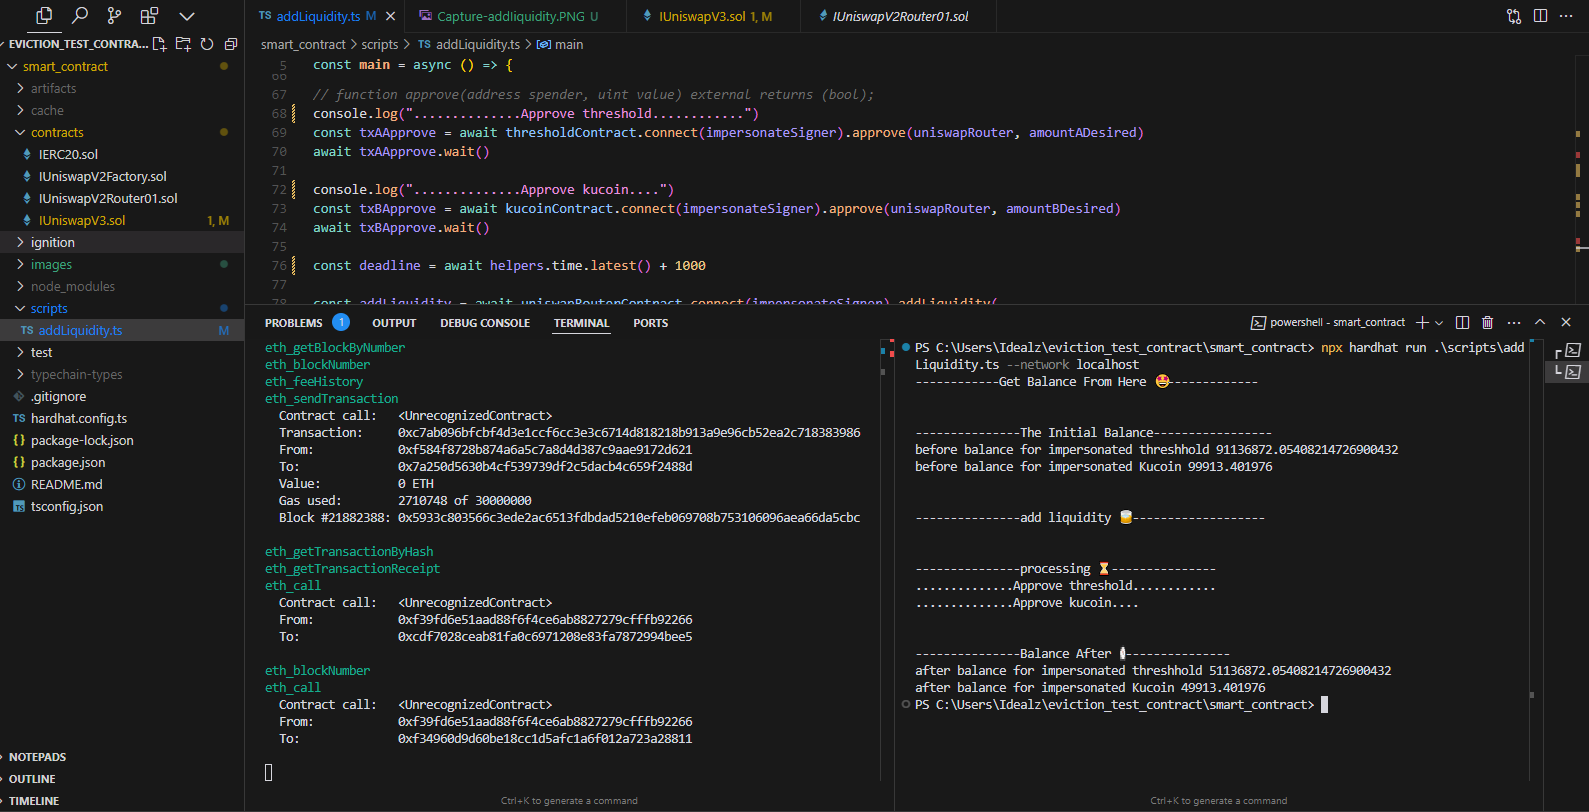 addLiquidity.ts M
Capture-addliquidity.PNG U
IUniswapV3.sol 1, M
IUniswapV2Router01.sol
EVICTION_TEST_CONTRA...
smart_contract
artifacts
cache
contracts
IERC20.sol
IUniswapV2Factory.sol
IUniswapV2Router01.sol
IUniswapV3.sol 1, M
ignition
images
node_modules
scripts
TS addLiquidity.ts M
test
typechain-types
.gitignore
TS hardhat.config.ts
{} package-lock.json
{} package.json
README.md
TS tsconfig.json
NOTEPADS
OUTLINE
TIMELINE
smart_contract > scripts > TS addLiquidity.ts > main
5 const main = async () => {
66
67 // function approve(address spender, uint value) external returns (bool);
68 console.log("..............Approve threshold............")
69 const txAApprove = await thresholdContract.connect(impersonateSigner).approve(uniswapRouter, amountADesired)
70 await txAApprove.wait()
71
72 console.log("..............Approve kucoin....")
73 const txBApprove = await kucoinContract.connect(impersonateSigner).approve(uniswapRouter, amountBDesired)
74 await txBApprove.wait()
75
76 const deadline = await helpers.time.latest() + 1000
77
78 const addLiquidity = await uniswapRouterContract.connect(impersonateSigner).addLiquidity(
PROBLEMS 1 OUTPUT DEBUG CONSOLE TERMINAL PORTS
powershell - smart_contract
eth_getBlockByNumber
eth_blockNumber
eth_feeHistory
eth_sendTransaction
Contract call: <UnrecognizedContract>
Transaction: 0xc7ab096bfcbf4d3e1ccf6cc3e3c6714d818218b913a9e96cb52ea2c718383986
From: 0xf584f8728b874a6a5c7a8d4d387c9aae9172d621
To: 0x7a250d5630b4cf539739df2c5dacb4c659f2488d
Value: 0 ETH
Gas used: 2710748 of 30000000
Block #21882388: 0x5933c803566c3ede2ac6513fdbdad5210efeb069708b753106096aea66da5cbc
eth_getTransactionByHash
eth_getTransactionReceipt
eth_call
Contract call: <UnrecognizedContract>
From: 0xf39fd6e51aad88f6f4ce6ab8827279cfffb92266
To: 0xcdf7028ceab81fa0c6971208e83fa7872994bee5
eth_blockNumber
eth_call
Contract call: <UnrecognizedContract>
From: 0xf39fd6e51aad88f6f4ce6ab8827279cfffb92266
To: 0xf34960d9d60be18cc1d5afc1a6f012a723a28811
Ctrl+K to generate a command
PS C:\Users\Idealz\eviction_test_contract\smart_contract> npx hardhat run .\scripts\add
Liquidity.ts --network localhost
------------Get Balance From Here 🤩-------------
---------------The Initial Balance-----------------
before balance for impersonated threshhold 91136872.05408214726900432
before balance for impersonated Kucoin 99913.401976
---------------add liquidity 🥃-------------------
---------------processing ⏳---------------
..............Approve threshold............
..............Approve kucoin....
---------------Balance After ---------------
after balance for impersonated threshhold 51136872.05408214726900432
after balance for impersonated Kucoin 49913.401976
PS C:\Users\Idealz\eviction_test_contract\smart_contract>
Ctrl+K to generate a command